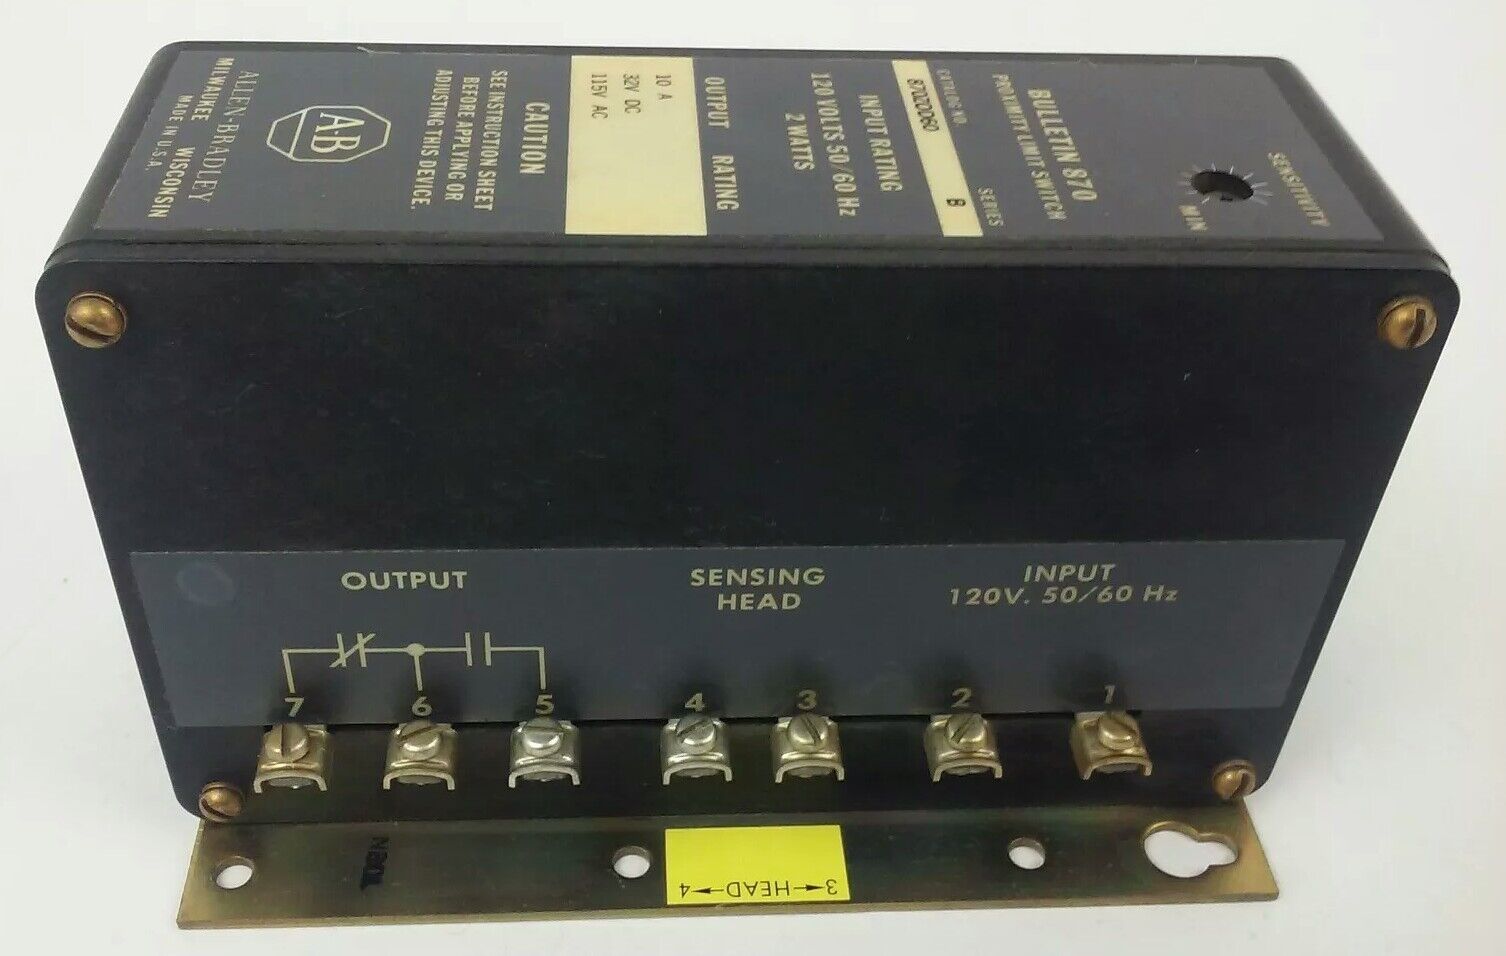 SENSITIVITY
MIN
BULLETIN 870
PROXIMITY LIMIT SWITCH
CATALOG NO. SERIES
870Z0060 B
INPUT RATING
120 VOLTS 50/60 Hz
2 WATTS
OUTPUT RATING
10 A
32V DC
115V AC
CAUTION
SEE INSTRUCTION SHEET
BEFORE APPLYING OR
ADJUSTING THIS DEVICE.
A-B
ALLEN-BRADLEY
MILWAUKEE WISCONSIN
MADE IN U.S.A.
OUTPUT
SENSING
HEAD
INPUT
120V. 50/60 Hz
7 6 5 4 3 2 1
3←HEAD→4